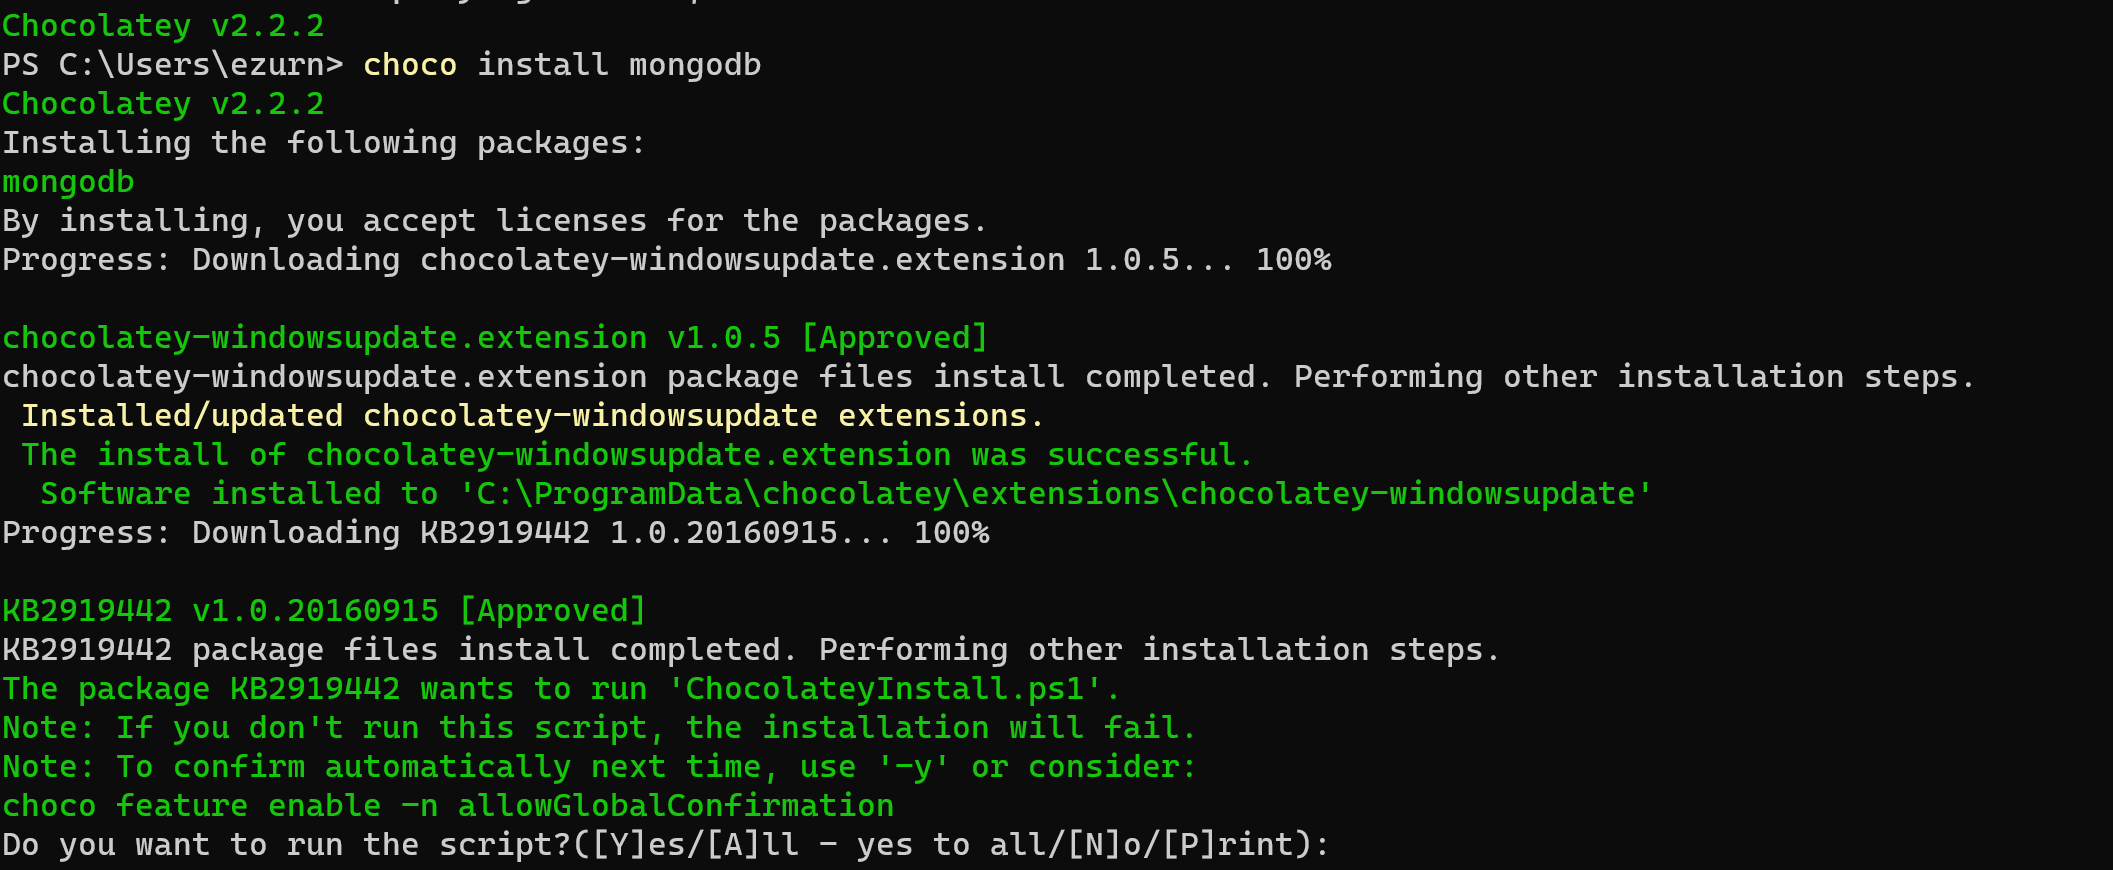 Chocolatey v2.2.2
PS C:\Users\ezurn> choco install mongodb
Chocolatey v2.2.2
Installing the following packages:
mongodb
By installing, you accept licenses for the packages.
Progress: Downloading chocolatey-windowsupdate.extension 1.0.5... 100%

chocolatey-windowsupdate.extension v1.0.5 [Approved]
chocolatey-windowsupdate.extension package files install completed. Performing other installation steps.
 Installed/updated chocolatey-windowsupdate extensions.
 The install of chocolatey-windowsupdate.extension was successful.
  Software installed to 'C:\ProgramData\chocolatey\extensions\chocolatey-windowsupdate'
Progress: Downloading KB2919442 1.0.20160915... 100%

KB2919442 v1.0.20160915 [Approved]
KB2919442 package files install completed. Performing other installation steps.
The package KB2919442 wants to run 'ChocolateyInstall.ps1'.
Note: If you don't run this script, the installation will fail.
Note: To confirm automatically next time, use '-y' or consider:
choco feature enable -n allowGlobalConfirmation
Do you want to run the script?([Y]es/[A]ll - yes to all/[N]o/[P]rint):